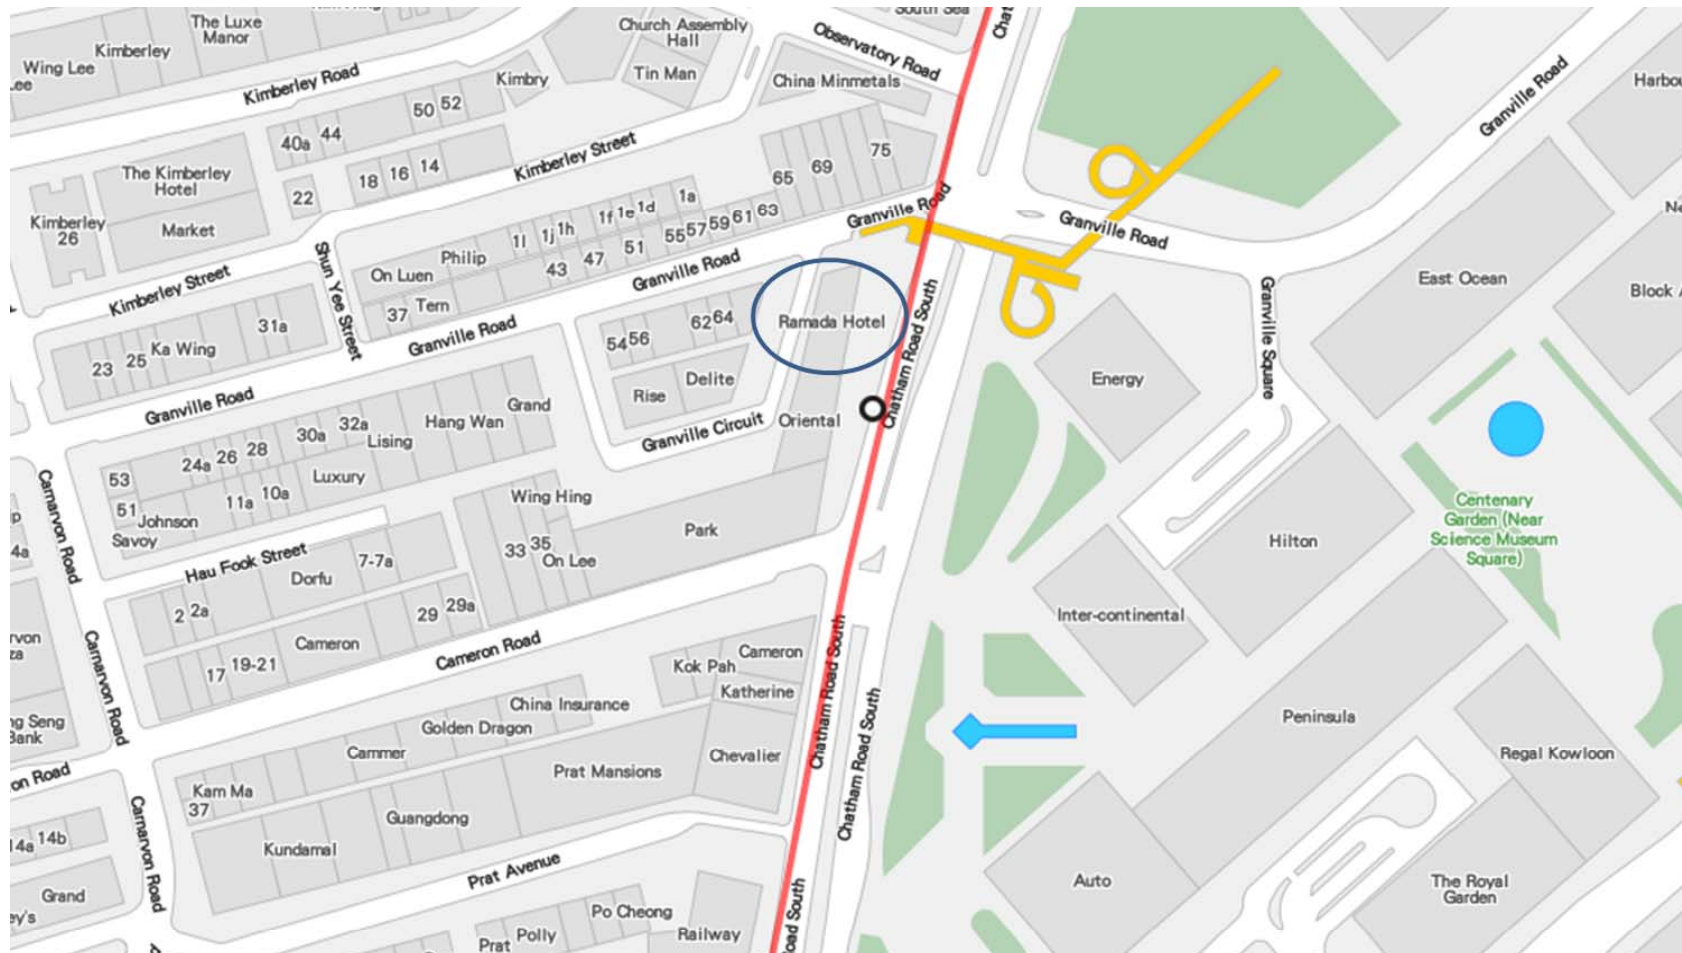 The Luxe
Manor
Kimberley
Wing Lee
Kimberley Road
Church Assembly
Hall
Tin Man
Kimbry
Observatory Road
South Sea
China Minmetals
Granville Road
50
52
40a
44
Kimberley Street
75
69
65
The Kimberley
Hotel
18
16
14
22
Market
Kimberley
26
1l
1j
1h
1f
1e
1d
1a
63
61
59
57
55
51
47
43
Philip
On Luen
Tern
37
Granville Road
Granville Road
Granville Road
Kimberley Street
Shun Yee Street
31a
Ka Wing
25
23
Granville Road
Granville Road
54
56
62
64
Ramada Hotel
Chatham Road South
Rise
Delite
Granville Circuit
Oriental
East Ocean
Granville Square
Energy
53
24a
26
28
30a
32a
Lising
Hang Wan
Grand
Luxury
10a
11a
51
Johnson
Savoy
Wing Hing
33
35
On Lee
Park
Carnarvon Road
Hau Fook Street
Dorfu
7-7a
2
2a
29
29a
Cameron
19-21
17
Cameron Road
Centenary
Garden (Near
Science Museum
Square)
Hilton
Inter-continental
Kok Pah
Cameron
Katherine
Chatham Road South
Chatham Road South
Carnarvon Road
China Insurance
Golden Dragon
Cammer
Prat Mansions
Chevalier
Kam Ma
37
Guangdong
Kundamal
Prat Avenue
Peninsula
Regal Kowloon
14b
14a
Carnarvon Road
Grand
Auto
The Royal
Garden
Po Cheong
Polly
Prat
Railway